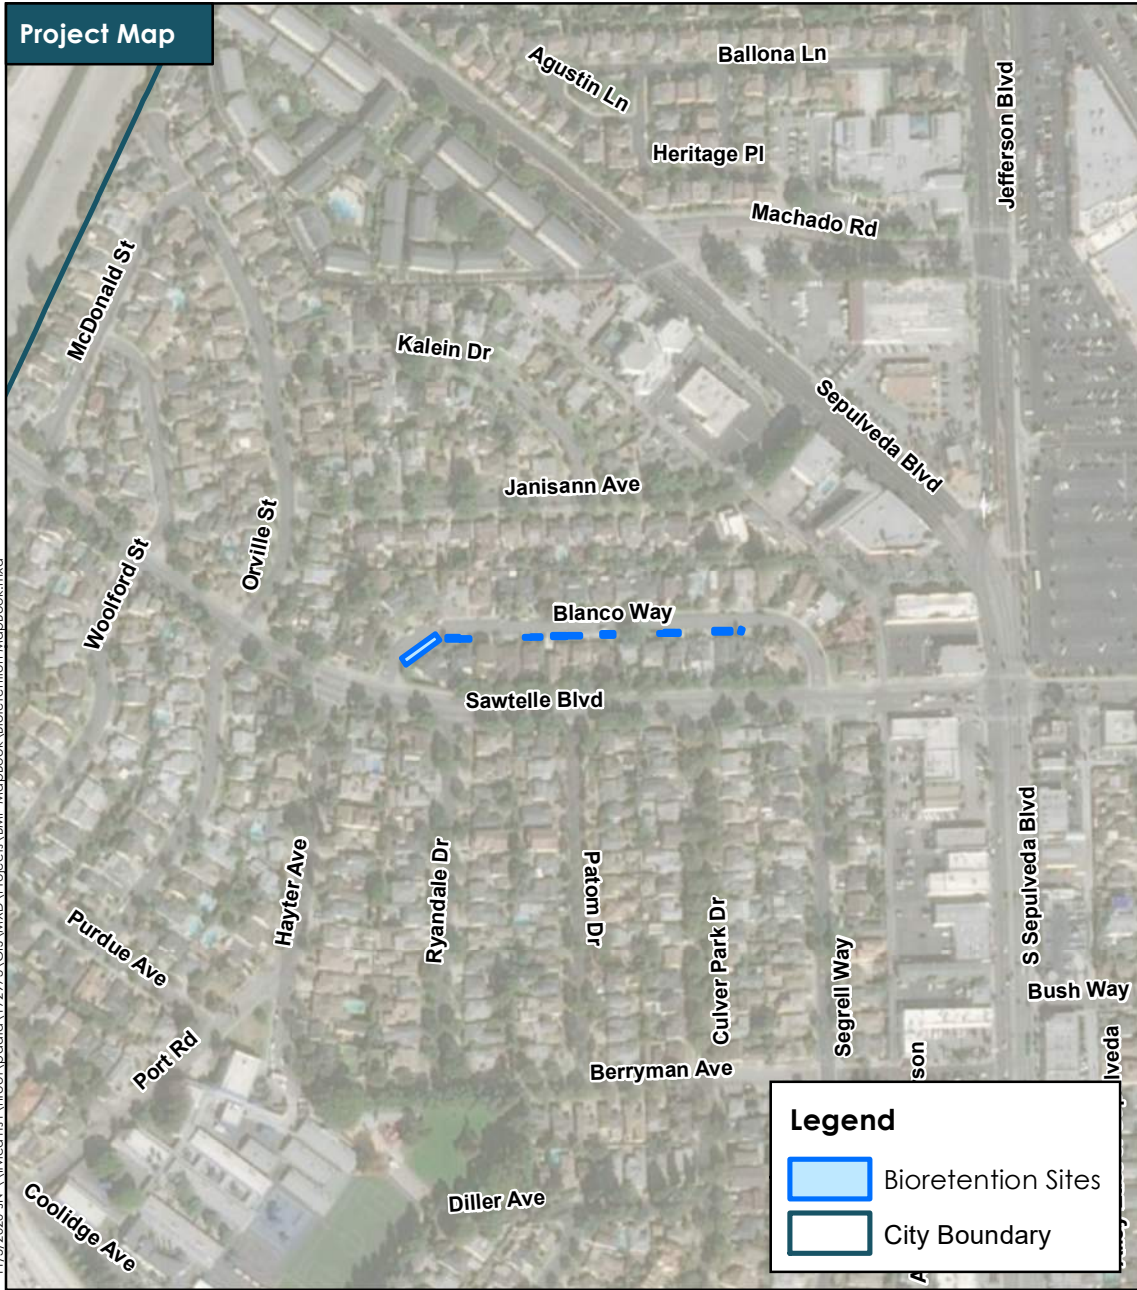 Project Map
Ballona Ln
Agustin Ln
Jefferson Blvd
Heritage Pl
Machado Rd
McDonald St
Kalein Dr
Sepulveda Blvd
Janisann Ave
Orville St
Woolford St
Blanco Way
Sawtelle Blvd
Hayter Ave
Ryandale Dr
Patom Dr
Culver Park Dr
S Sepulveda Blvd
Purdue Ave
Segrell Way
Bush Way
Port Rd
Berryman Ave
Coolidge Ave
Diller Ave
Legend
Bioretention Sites
City Boundary